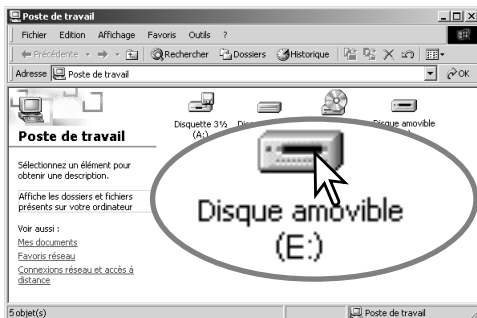 Poste de travail
Fichier Edition Affichage Favoris Outils ?
Précédente Rechercher Dossiers Historique
Adresse Poste de travail OK
Poste de travail
Sélectionnez un élément pour
obtenir une description.
Affiche les dossiers et fichiers
présents sur votre ordinateur
Voir aussi :
Mes documents
Favoris réseau
Connexions réseau et accès à
distance
Disquette 3½
(A:)
Disque amovible
Disque amovible
(E:)
5 objet(s) Poste de travail